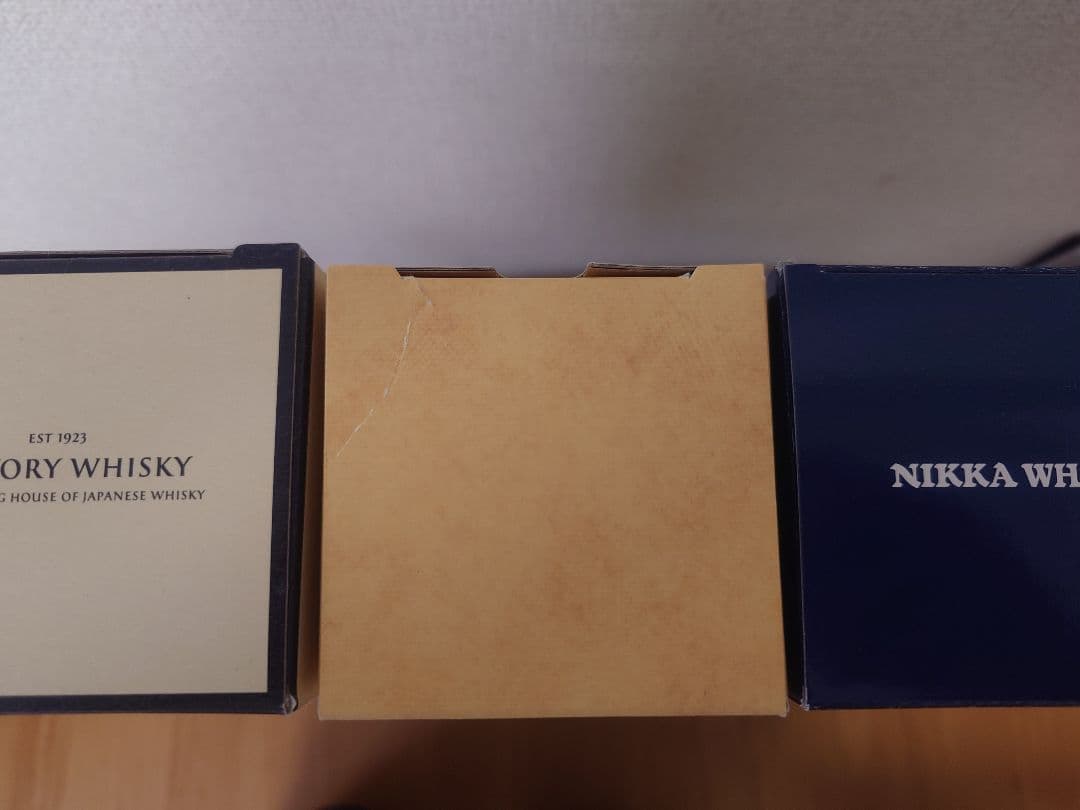 EST 1923
ORY WHISKY
G HOUSE OF JAPANESE WHISKY
NIKKA WH